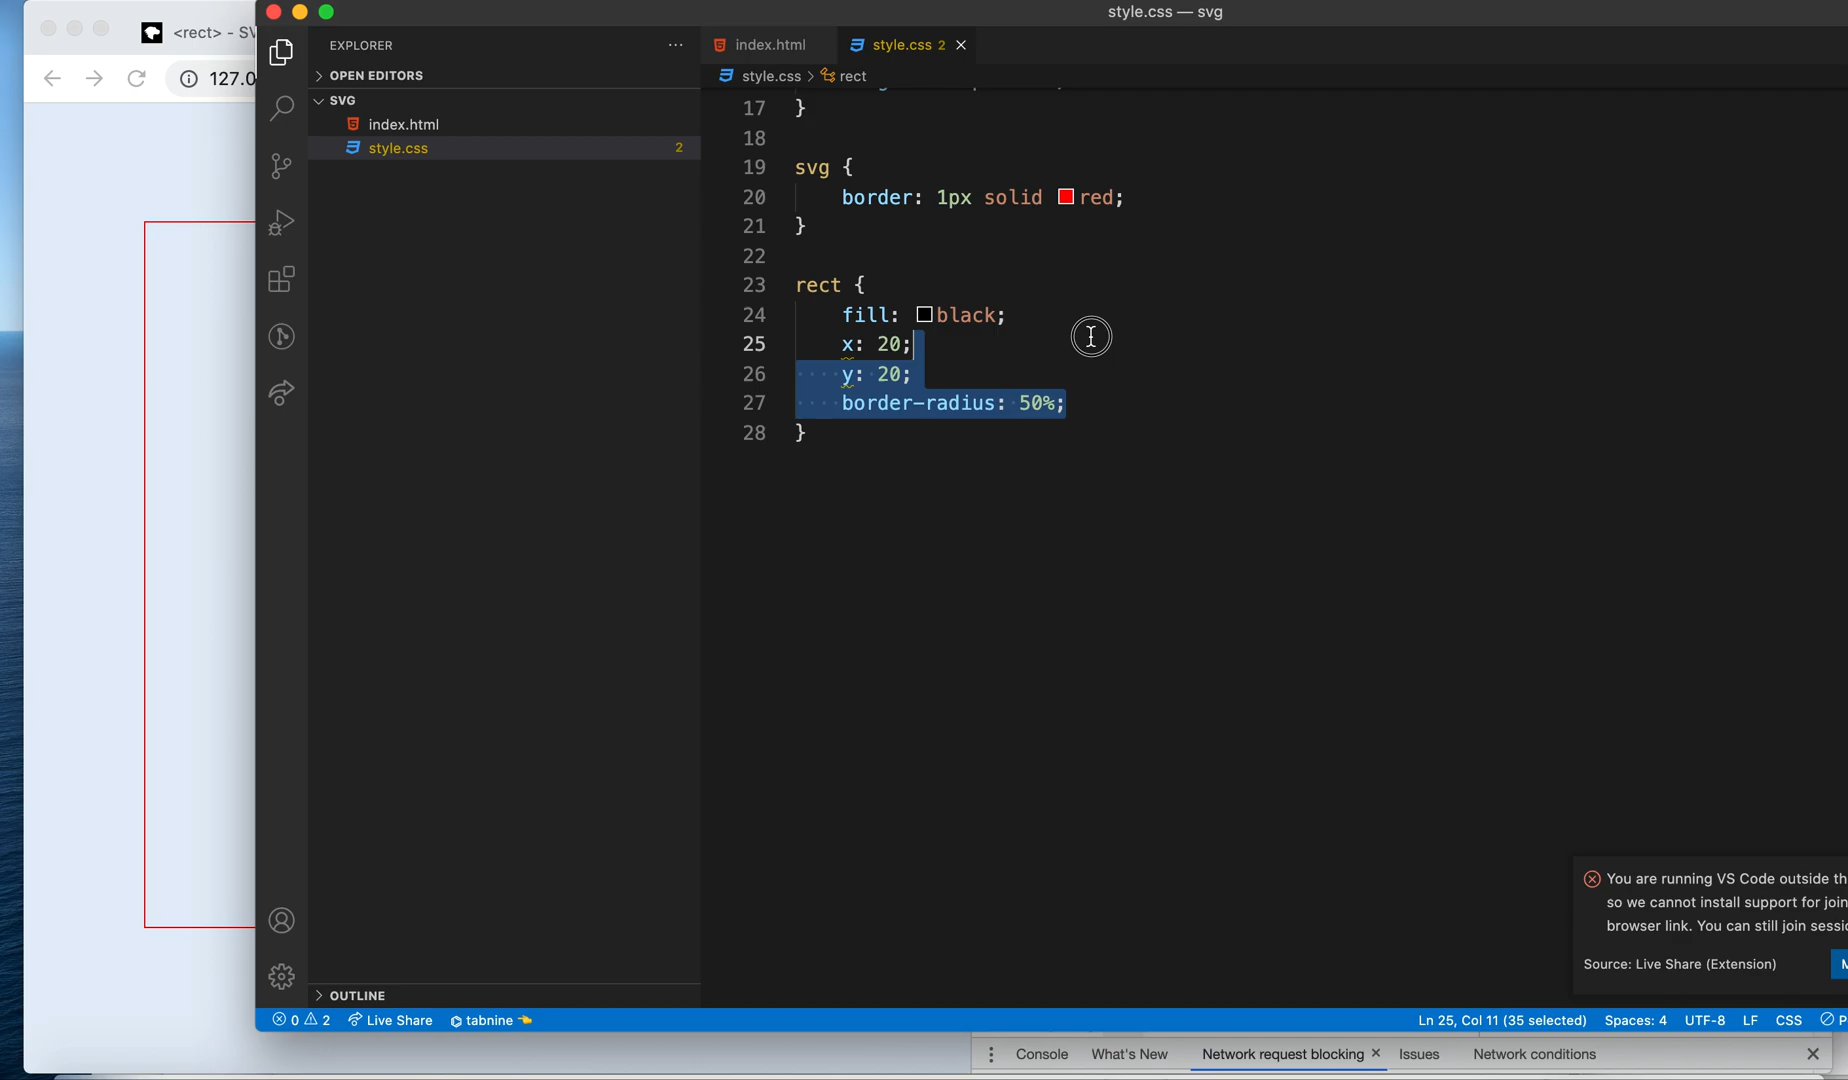 <rect> - SV
127.0
style.css — svg
EXPLORER
OPEN EDITORS
SVG
index.html
style.css 2
OUTLINE
index.html
style.css 2
style.css > rect
17 }
18
19 svg {
20 border: 1px solid red;
21 }
22
23 rect {
24 fill: black;
25 x: 20;
26 y: 20;
27 border-radius: 50%;
28 }
You are running VS Code outside th
so we cannot install support for join
browser link. You can still join sessi
Source: Live Share (Extension)
M
0 2 Live Share tabnine Ln 25, Col 11 (35 selected) Spaces: 4 UTF-8 LF CSS P
Console What's New Network request blocking Issues Network conditions